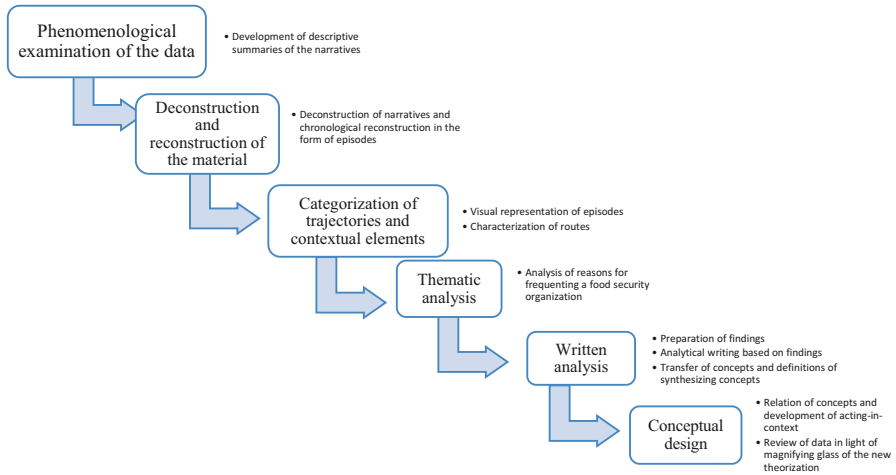 Phenomenological
examination of the data
• Development of descriptive
summaries of the narratives
Deconstruction
and
reconstruction of
the material
• Deconstruction of narratives and
chronological reconstruction in the
form of episodes
Categorization of
trajectories and
contextual elements
• Visual representation of episodes
• Characterization of routes
Thematic
analysis
• Analysis of reasons for
frequenting a food security
organization
Written
analysis
• Preparation of findings
• Analytical writing based on findings
• Transfer of concepts and definitions of
synthesizing concepts
Conceptual
design
• Relation of concepts and
development of acting-in-
context
• Review of data in light of
magnifying glass of the new
theorization